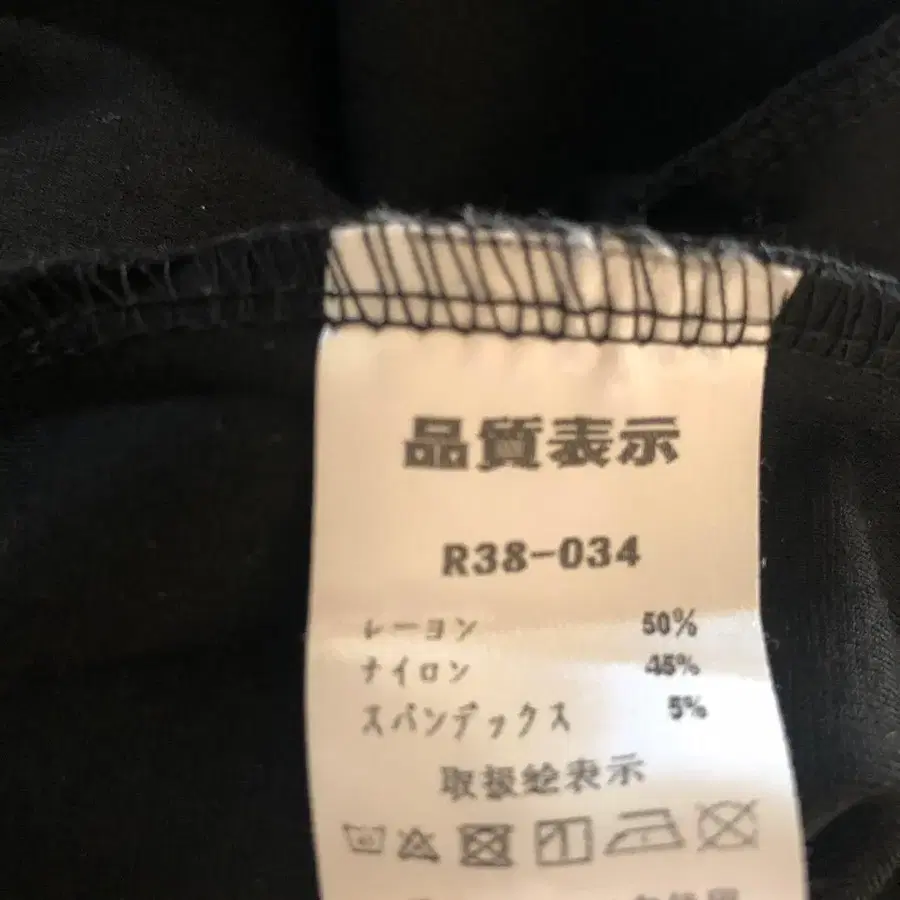 品質表示
R38-034
レーヨン 50%
ナイロン 45%
スパンデックス 5%
取扱絵表示